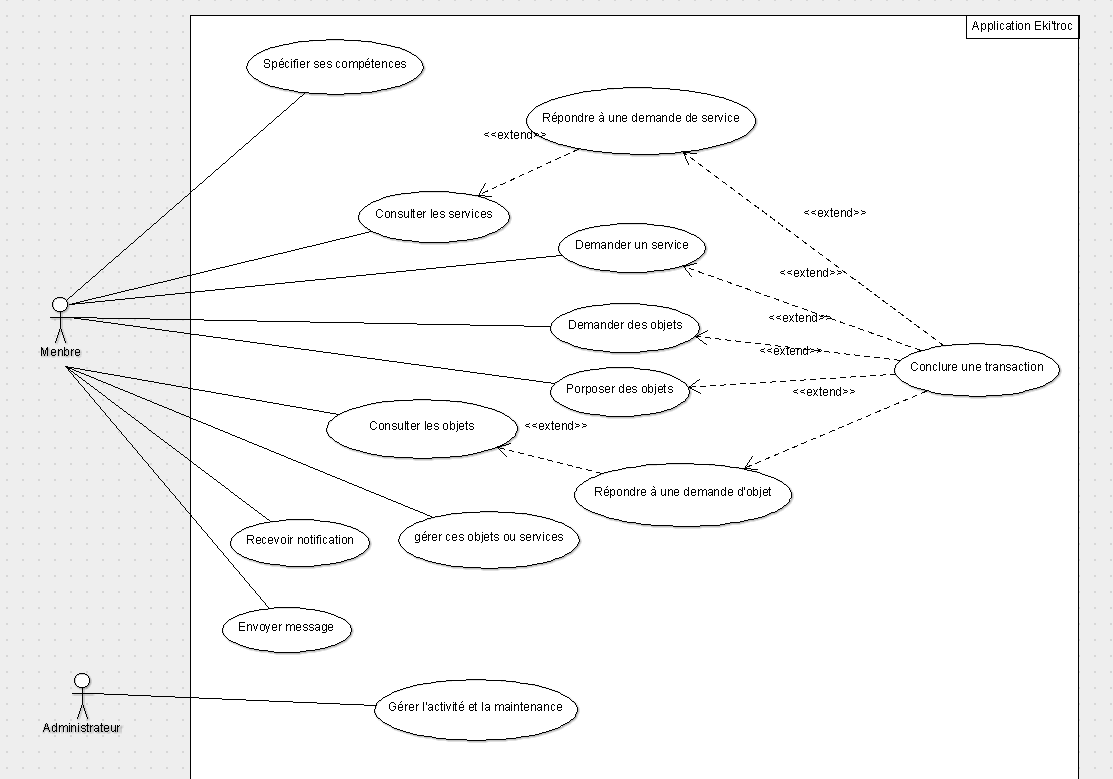 Application Eki'troc
Spécifier ses compétences
Répondre à une demande de service
<<extend>>
Consulter les services
<<extend>>
Demander un service
<<extend>>
Demander des objets
<<extend>>
Menbre
<<extend>>
Conclure une transaction
Porposer des objets
<<extend>>
Consulter les objets
<<extend>>
Répondre à une demande d'objet
Recevoir notification
gérer ces objets ou services
Envoyer message
Gérer l'activité et la maintenance
Administrateur